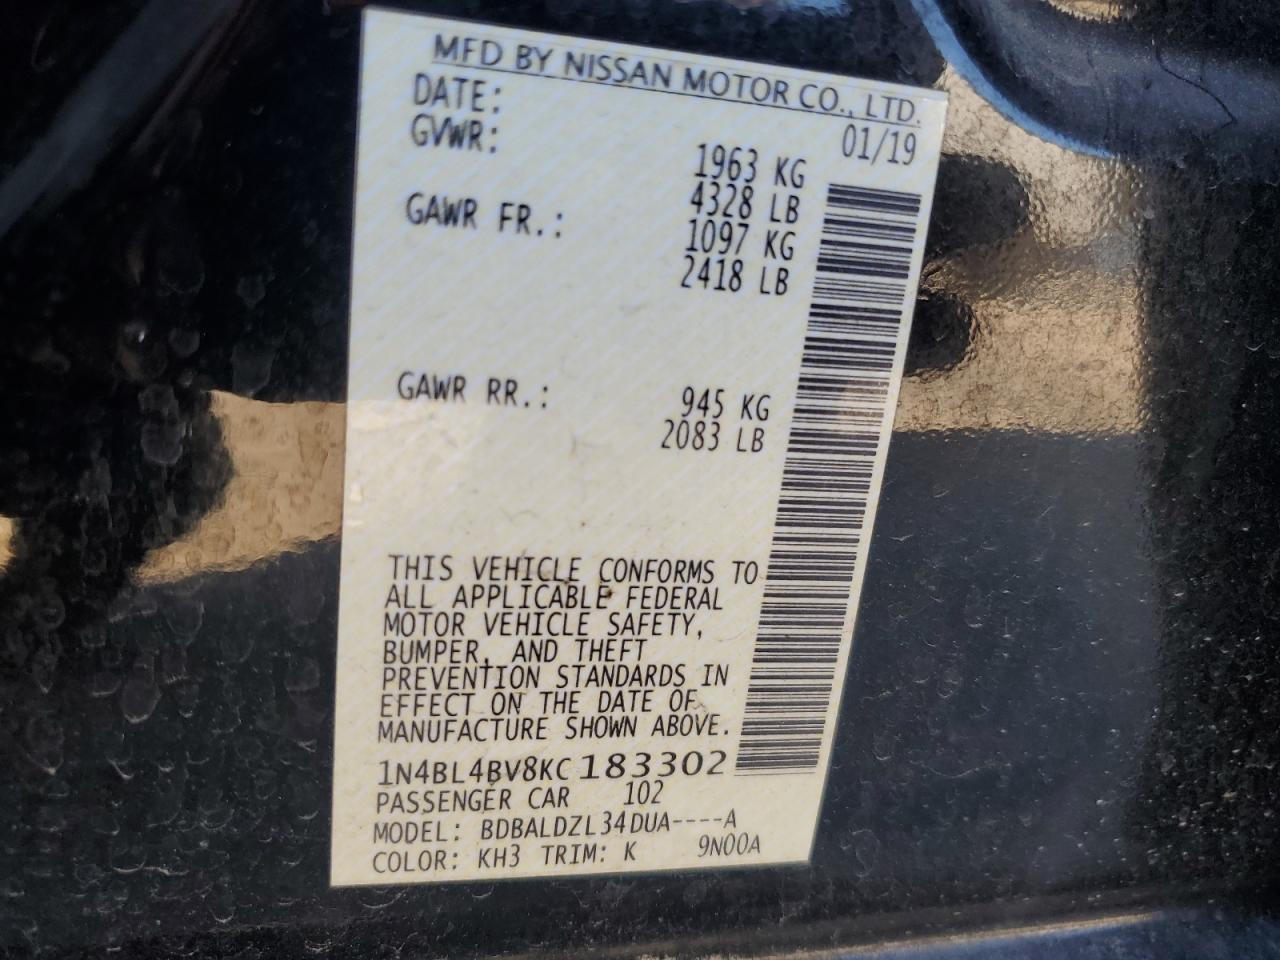 MFD BY NISSAN MOTOR CO., LTD.
DATE: 01/19
GVWR: 1963 KG
4328 LB
GAWR FR.: 1097 KG
2418 LB
GAWR RR.: 945 KG
2083 LB
THIS VEHICLE CONFORMS TO
ALL APPLICABLE FEDERAL
MOTOR VEHICLE SAFETY,
BUMPER, AND THEFT
PREVENTION STANDARDS IN
EFFECT ON THE DATE OF
MANUFACTURE SHOWN ABOVE.
1N4BL4BV8KC183302
PASSENGER CAR 102
MODEL: BDBALDZL34DUA----A
COLOR: KH3 TRIM: K 9N00A